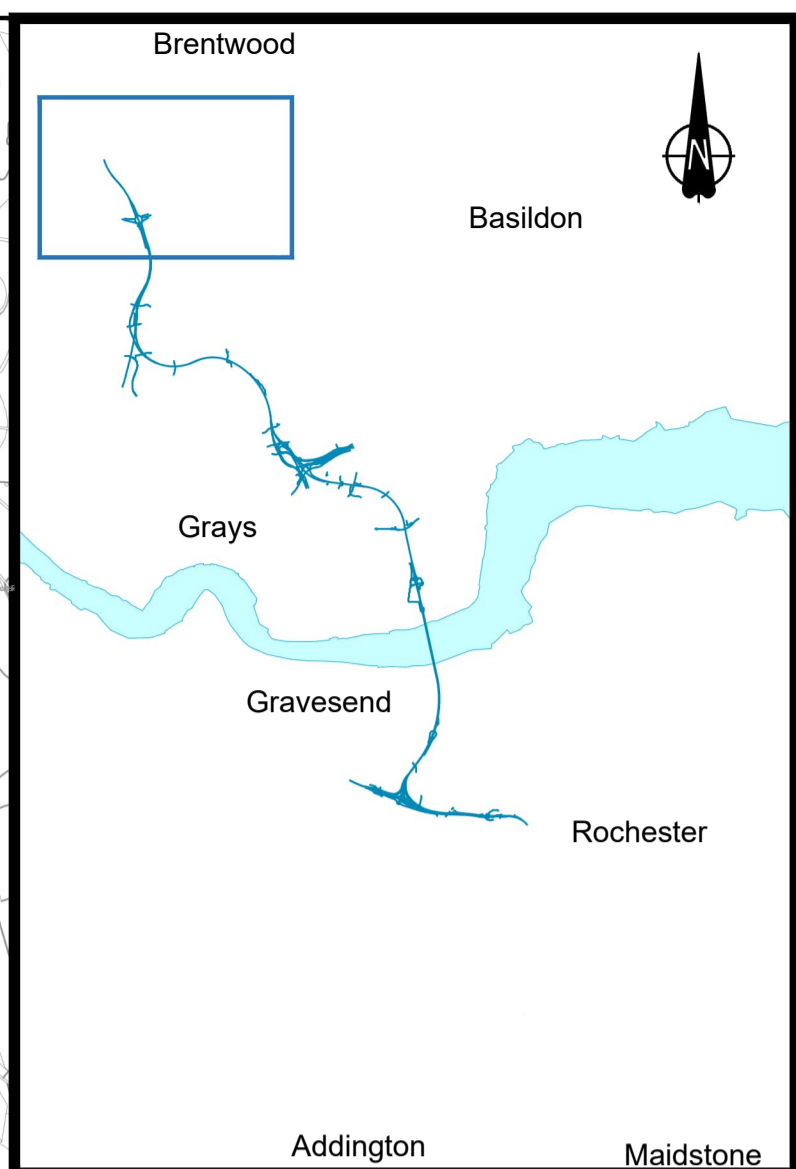 Brentwood
N
Basildon
Grays
Gravesend
Rochester
Addington
Maidstone